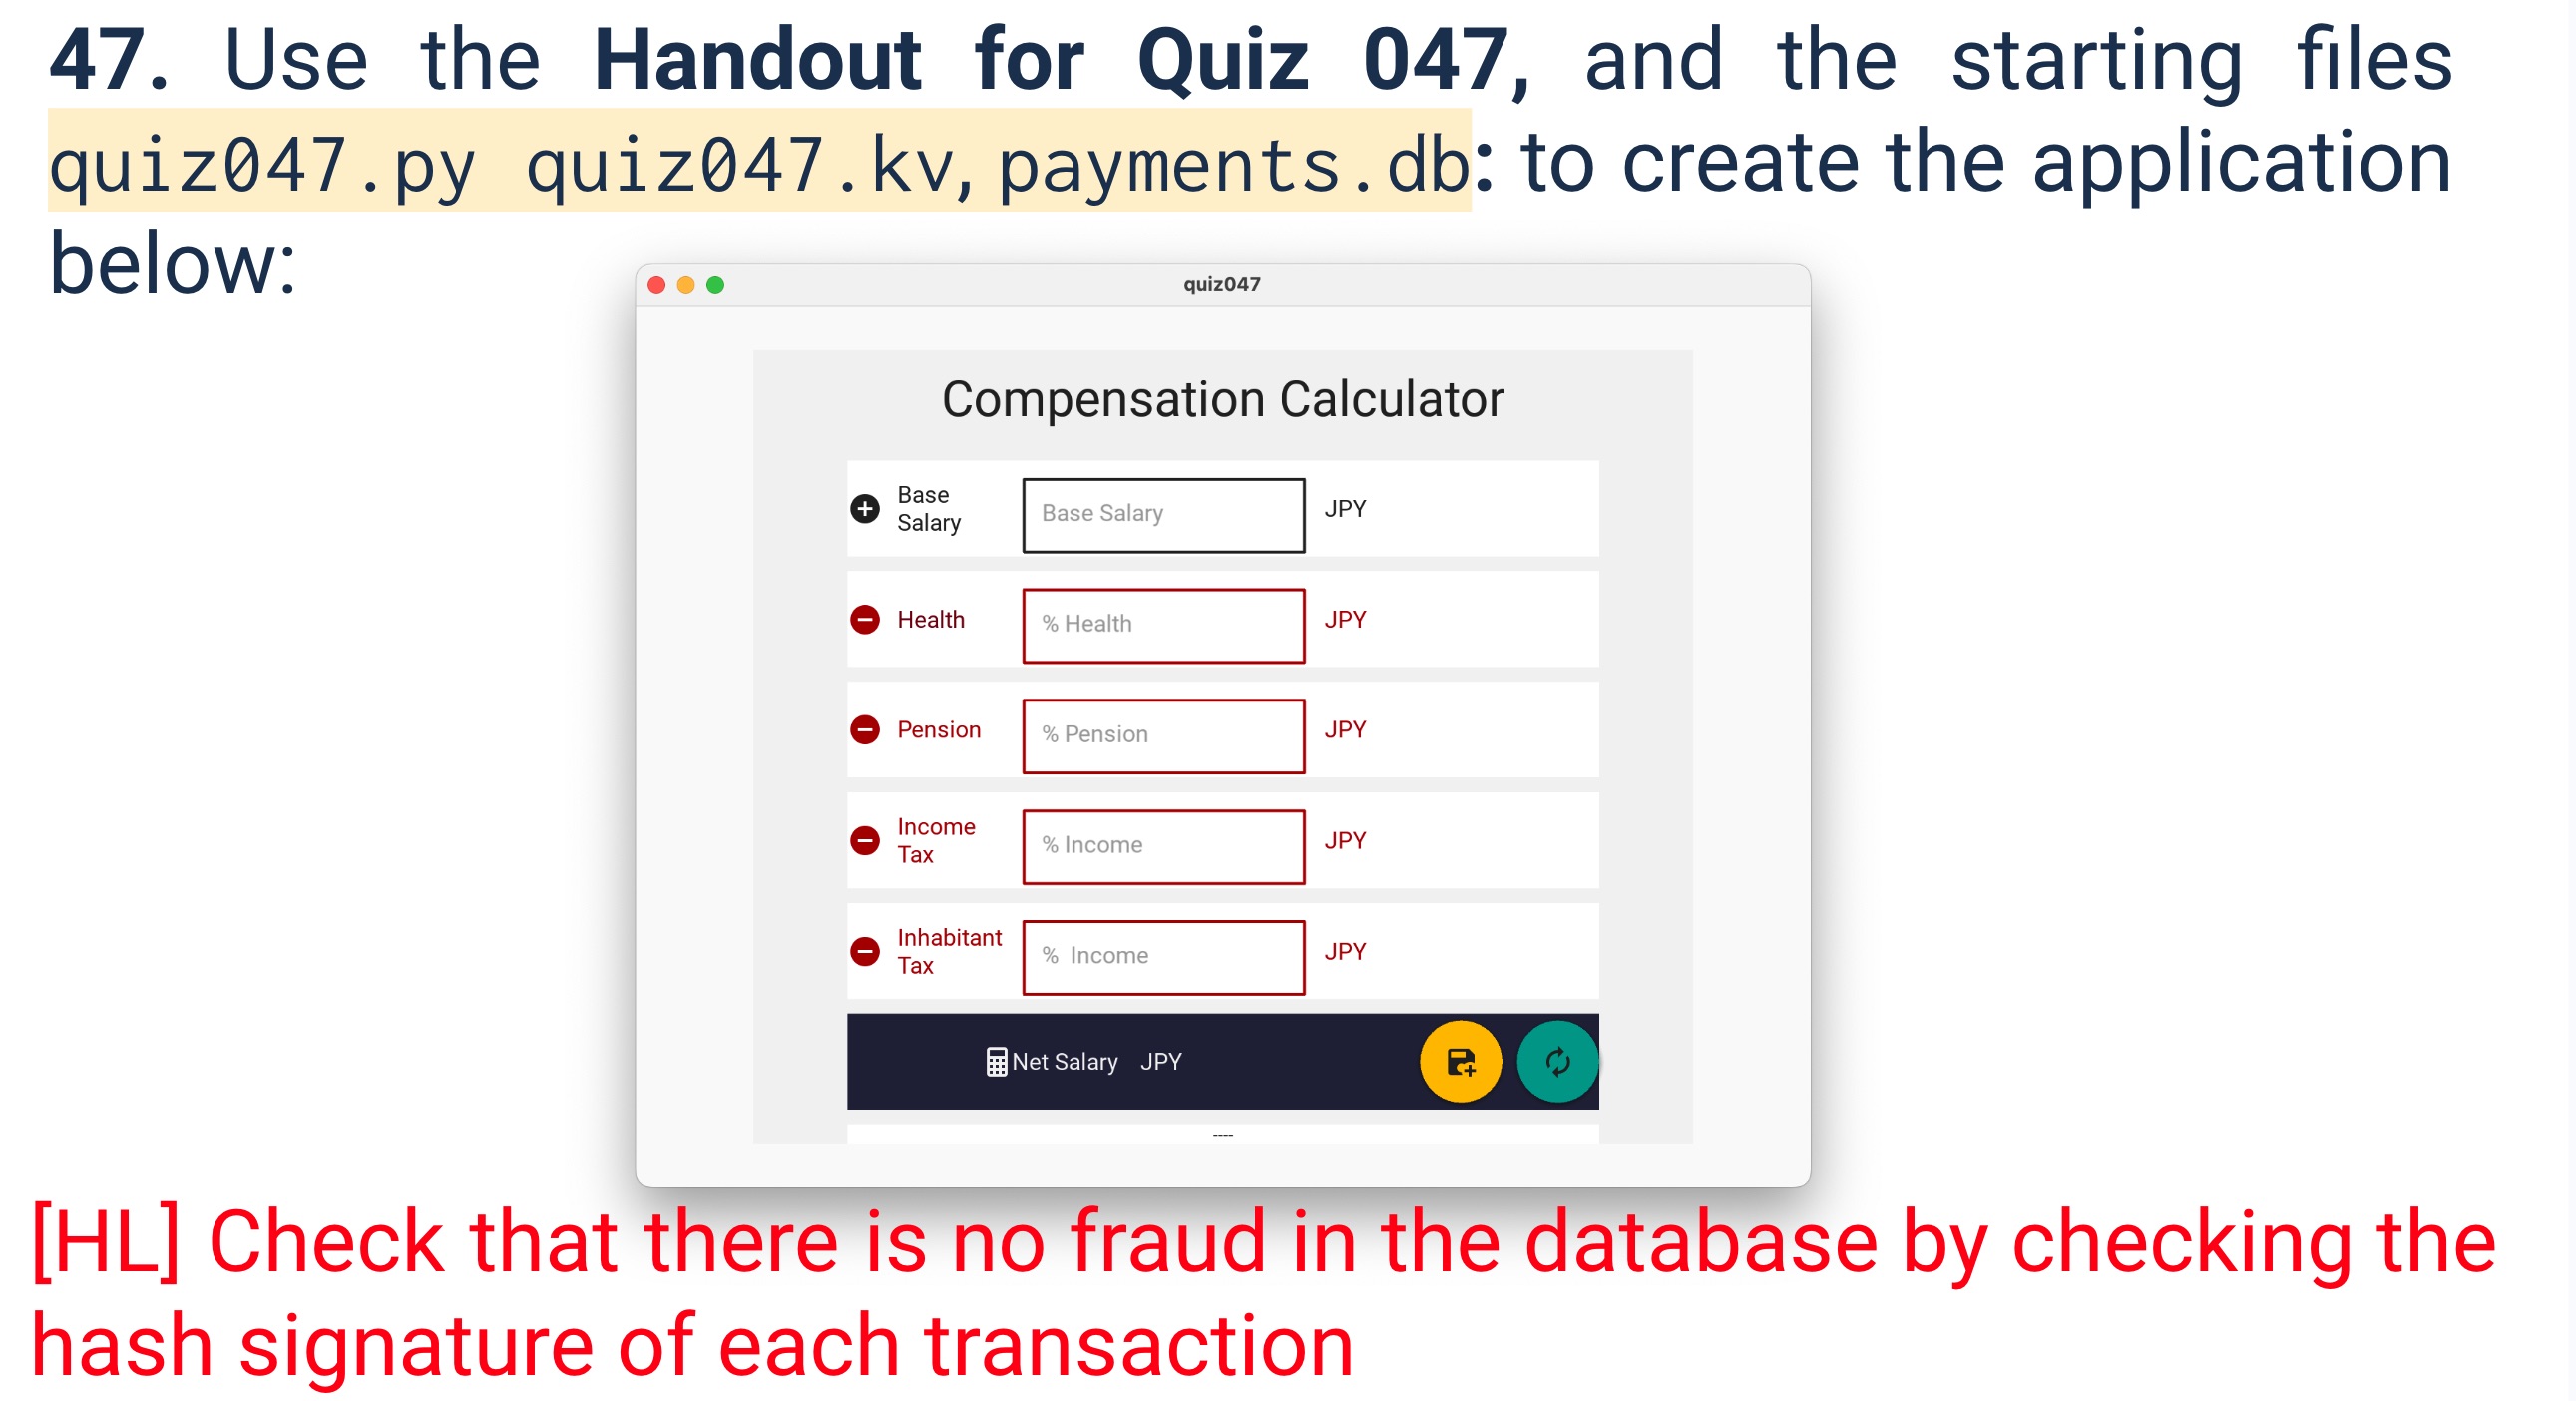 47. Use the Handout for Quiz 047, and the starting files
quiz047.py quiz047.kv, payments.db: to create the application
below:
quiz047
Compensation Calculator
Base
Salary
Base Salary
JPY
Health
% Health
JPY
Pension
% Pension
JPY
Income
Tax
% Income
JPY
Inhabitant
Tax
%  Income
JPY
Net Salary JPY
----
[HL] Check that there is no fraud in the database by checking the
hash signature of each transaction